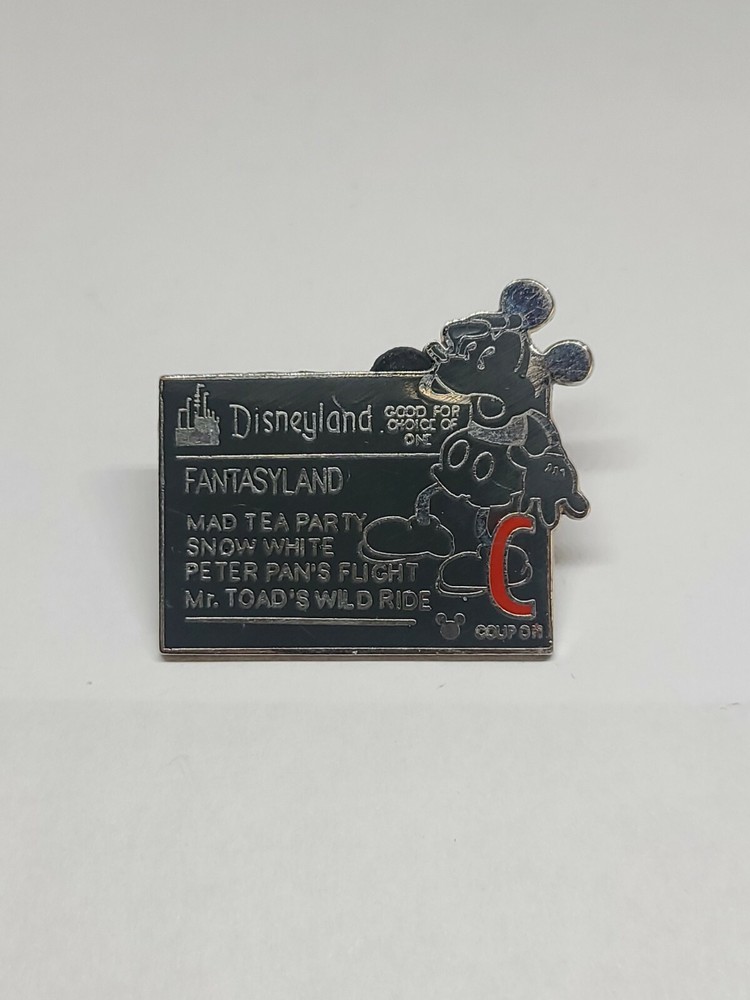 Disneyland
GOOD FOR
CHOICE OF
ONE
FANTASYLAND
MAD TEA PARTY
SNOW WHITE
PETER PAN'S FLIGHT
Mr. TOAD'S WILD RIDE
C
COUPON